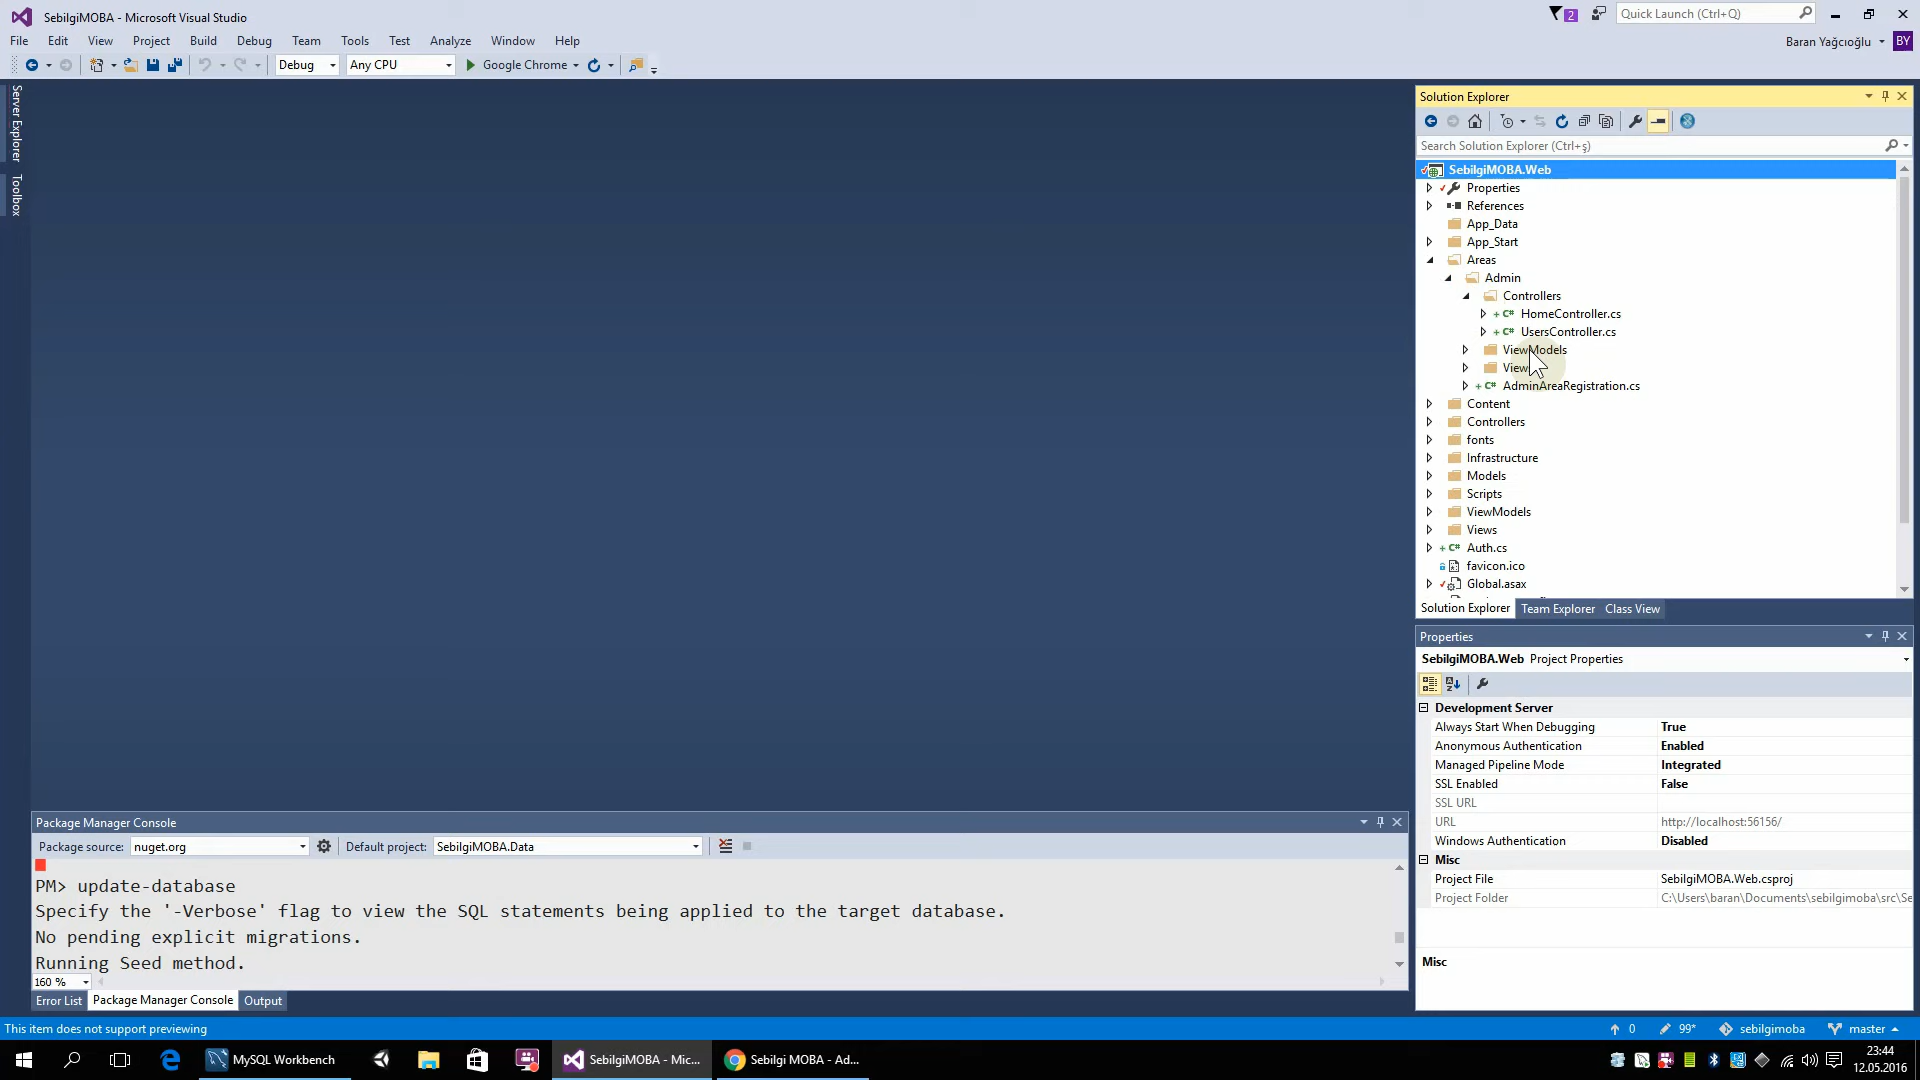 SebilgiMOBA - Microsoft Visual Studio
2
Quick Launch (Ctrl+Q)
File Edit View Project Build Debug Team Tools Test Analyze Window Help
Baran Yağcıoğlu BY
Debug Any CPU Google Chrome
Server Explorer
Toolbox
Solution Explorer
Search Solution Explorer (Ctrl+ş)
SebilgiMOBA.Web
Properties
References
App_Data
App_Start
Areas
Admin
Controllers
HomeController.cs
UsersController.cs
ViewModels
AdminAreaRegistration.cs
Content
Controllers
fonts
Infrastructure
Models
Scripts
ViewModels
Views
Auth.cs
favicon.ico
Global.asax
Solution Explorer Team Explorer Class View
Properties
SebilgiMOBA.Web Project Properties
Development Server
Always Start When Debugging True
Anonymous Authentication Enabled
Managed Pipeline Mode Integrated
SSL Enabled False
SSL URL
URL http://localhost:56156/
Windows Authentication Disabled
Misc
Project File SebilgiMOBA.Web.csproj
Project Folder C:\Users\baran\Documents\sebilgimoba\src\Se
Misc
Package Manager Console
Package source: nuget.org Default project: SebilgiMOBA.Data
PM> update-database
Specify the '-Verbose' flag to view the SQL statements being applied to the target database.
No pending explicit migrations.
Running Seed method.
160 %
Error List Package Manager Console Output
This item does not support previewing
0 99* sebilgimoba master
MySQL Workbench
SebilgiMOBA - Mic...
Sebilgi MOBA - Ad...
23:44
12.05.2016